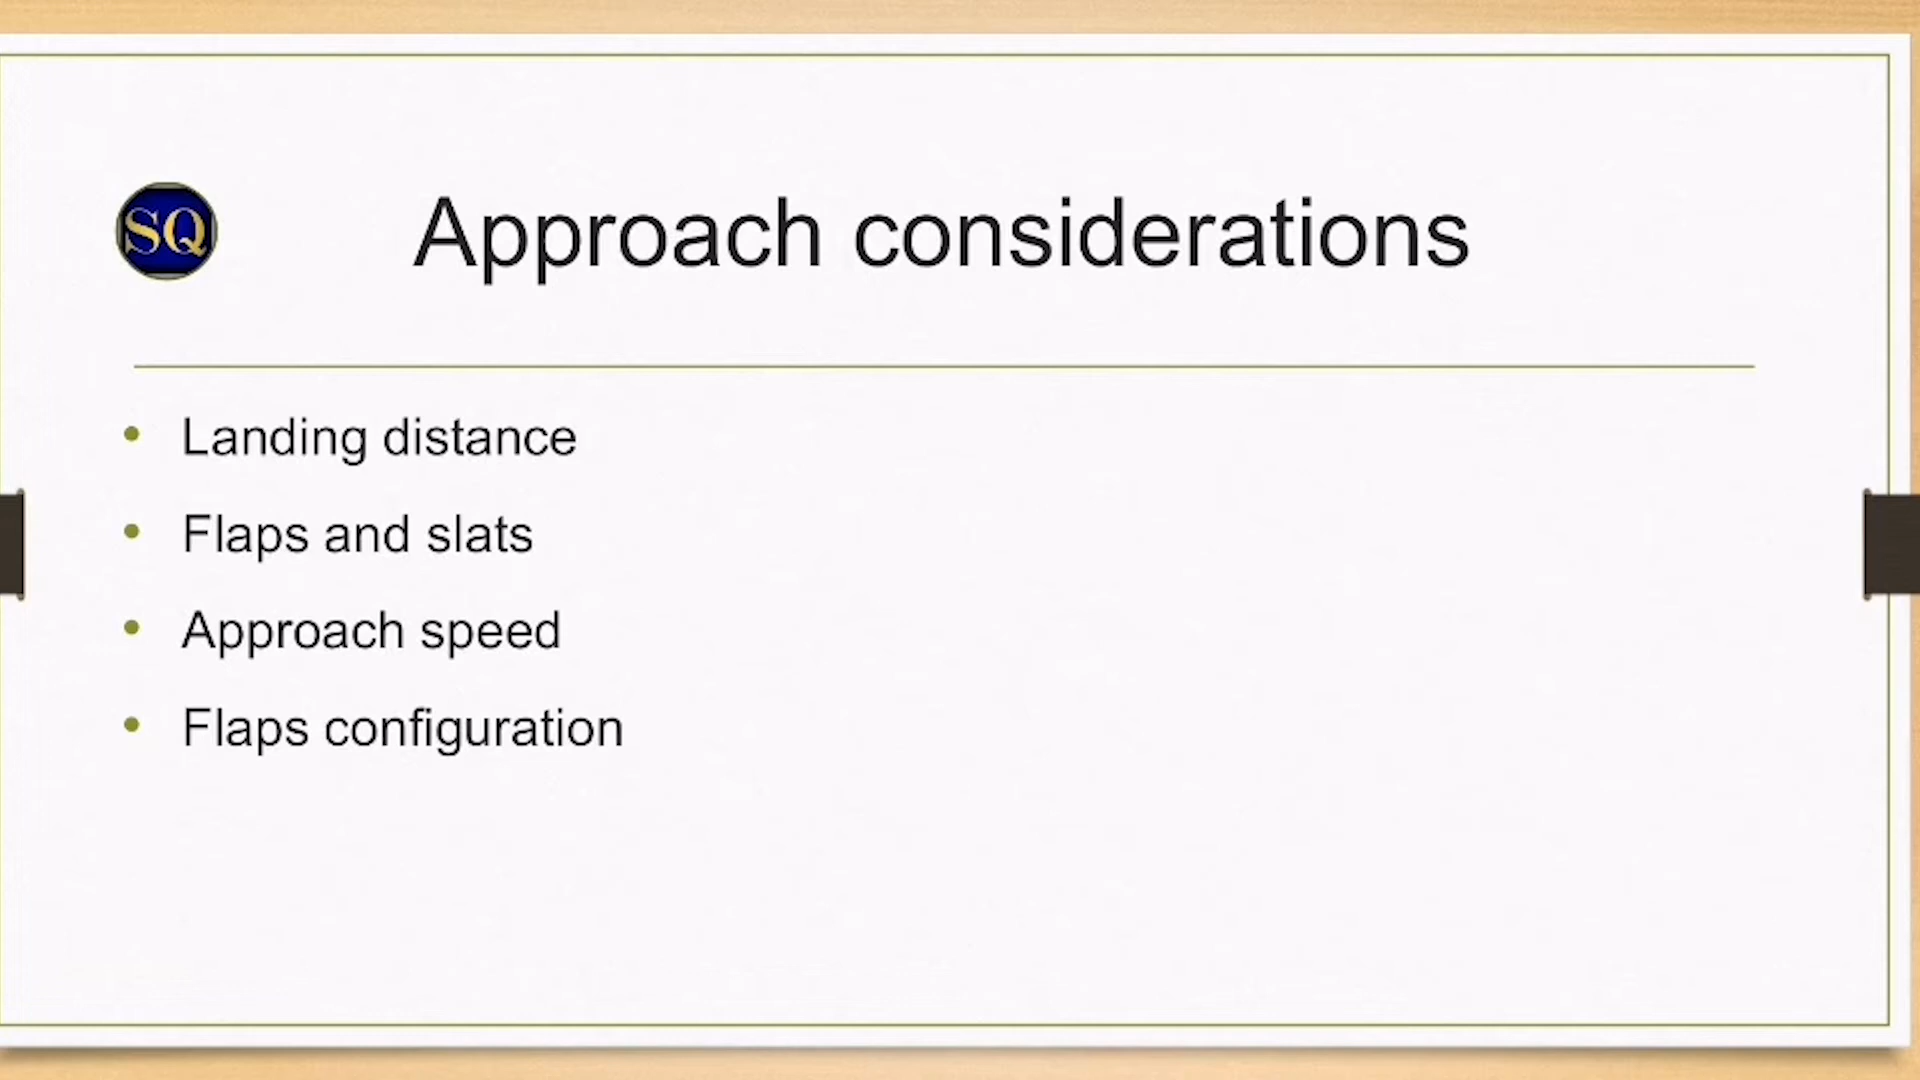 SQ
Approach considerations
Landing distance
Flaps and slats
Approach speed
Flaps configuration